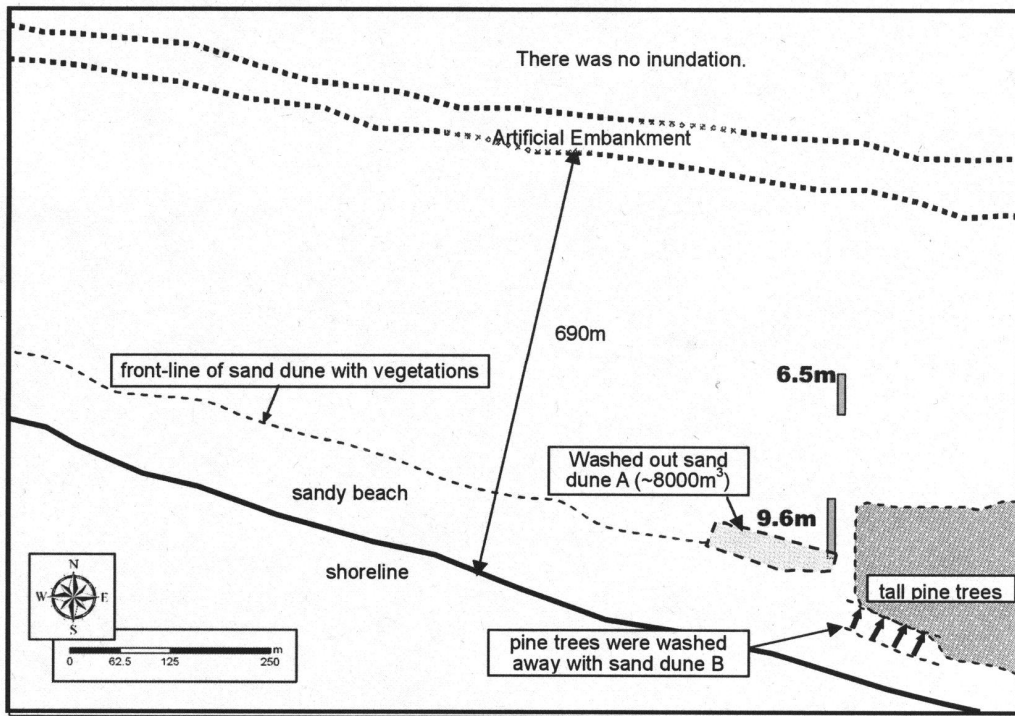 There was no inundation.
Artificial Embankment
690m
front-line of sand dune with vegetations
6.5m
Washed out sand
dune A (~8000m³)
9.6m
sandy beach
shoreline
tall pine trees
pine trees were washed
away with sand dune B
N
W E
S
m
0 62.5 125 250